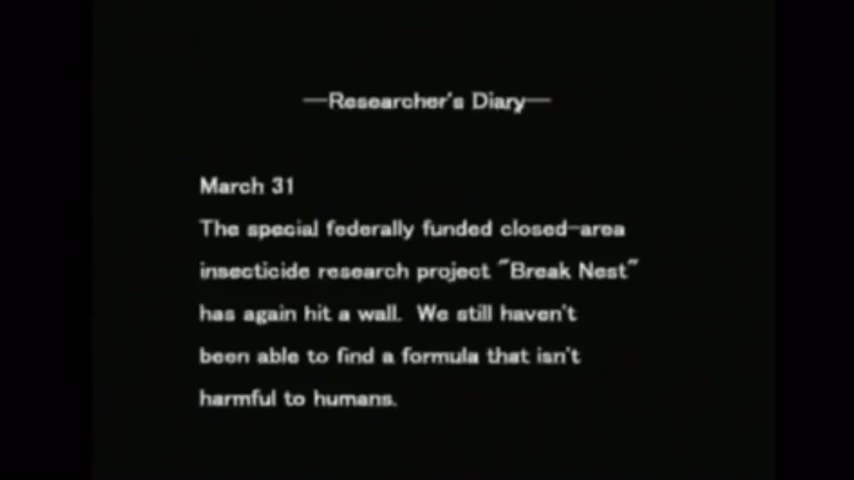 —Researcher's Diary—
March 31
The special federally funded closed-area
insecticide research project "Break Nest"
has again hit a wall.  We still haven't
been able to find a formula that isn't
harmful to humans.